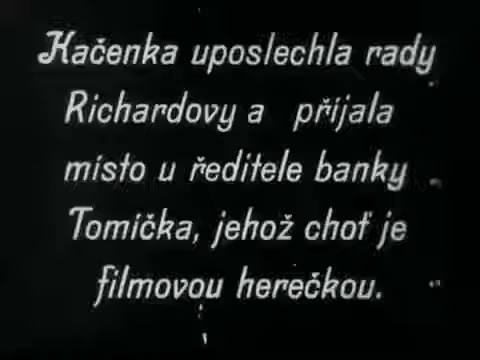 Kačenka uposlechla rady
Richardovy a přijala
místo u ředitele banky
Tomíčka, jehož choť je
filmovou herečkou.